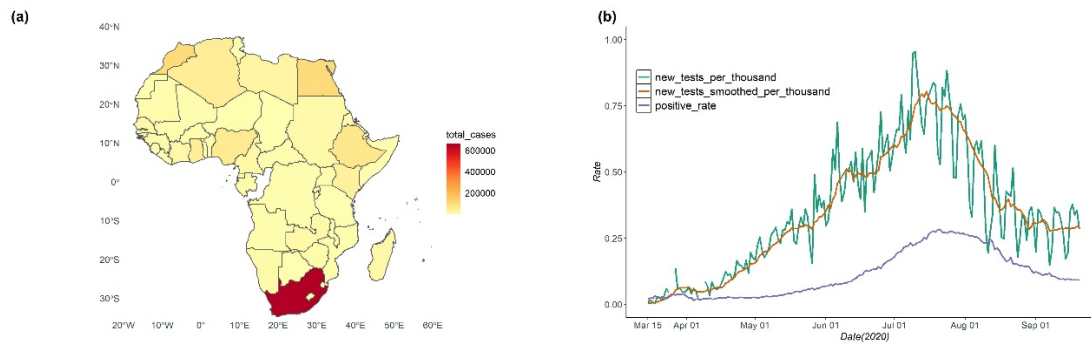 (a)
40°N
30°N
20°N
10°N
0°
10°S
20°S
30°S
20°W 10°W 0° 10°E 20°E 30°E 40°E 50°E 60°E
total_cases
600000
400000
200000
(b)
1.00
0.75
0.50
0.25
0.00
Rate
new_tests_per_thousand
new_tests_smoothed_per_thousand
positive_rate
Mar 15 Apr 01 May 01 Jun 01 Jul 01 Aug 01 Sep 01
Date(2020)